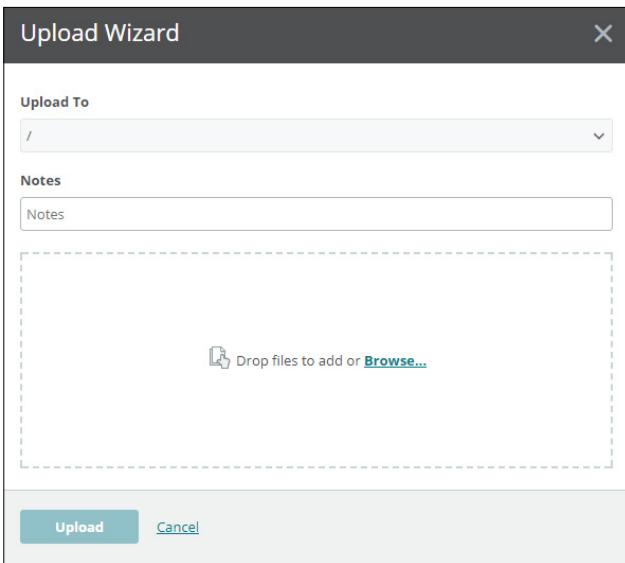 Upload Wizard
Upload To
/
Notes
Notes
Drop files to add or Browse...
Upload Cancel